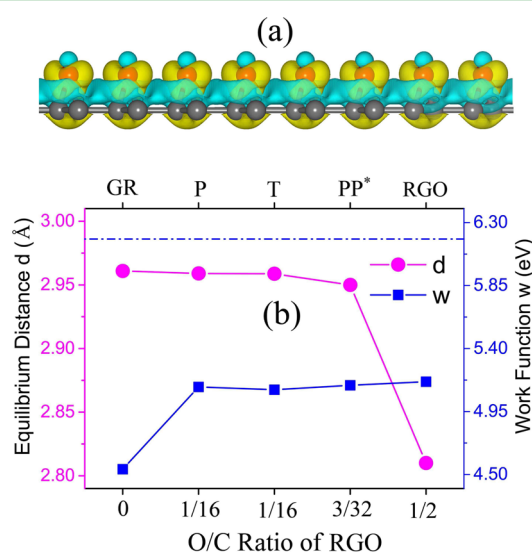 (a)
GR P T PP* RGO
Equilibrium Distance d (Å)
3.00
2.95
2.90
2.85
2.80
6.30
5.85
5.40
4.95
4.50
Work Function w (eV)
d
w
(b)
0 1/16 1/16 3/32 1/2
O/C Ratio of RGO